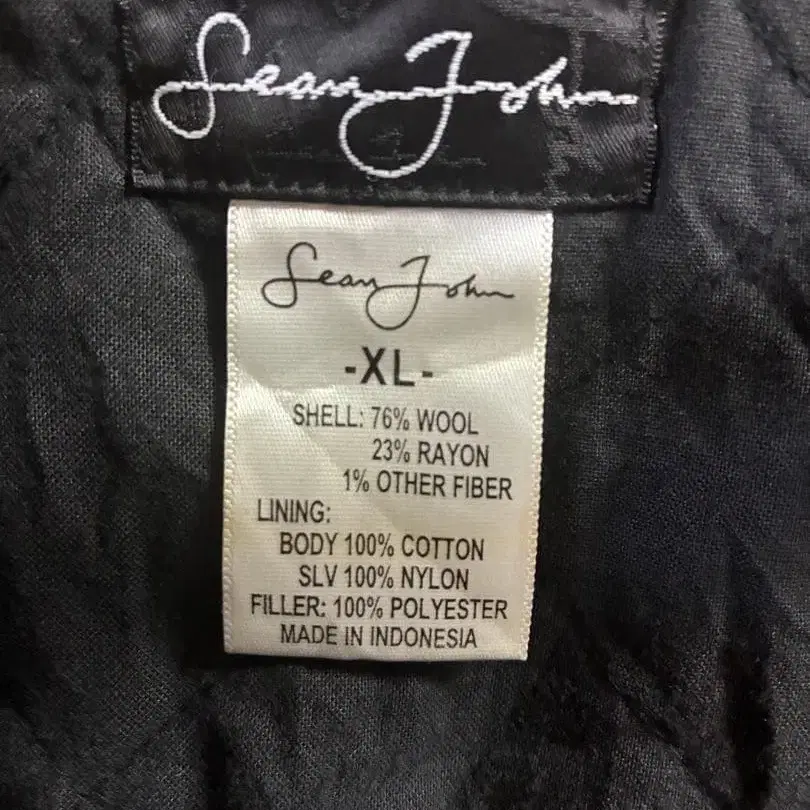 Sean John
Sean John
-XL-
SHELL: 76% WOOL
23% RAYON
1% OTHER FIBER
LINING:
BODY 100% COTTON
SLV 100% NYLON
FILLER: 100% POLYESTER
MADE IN INDONESIA